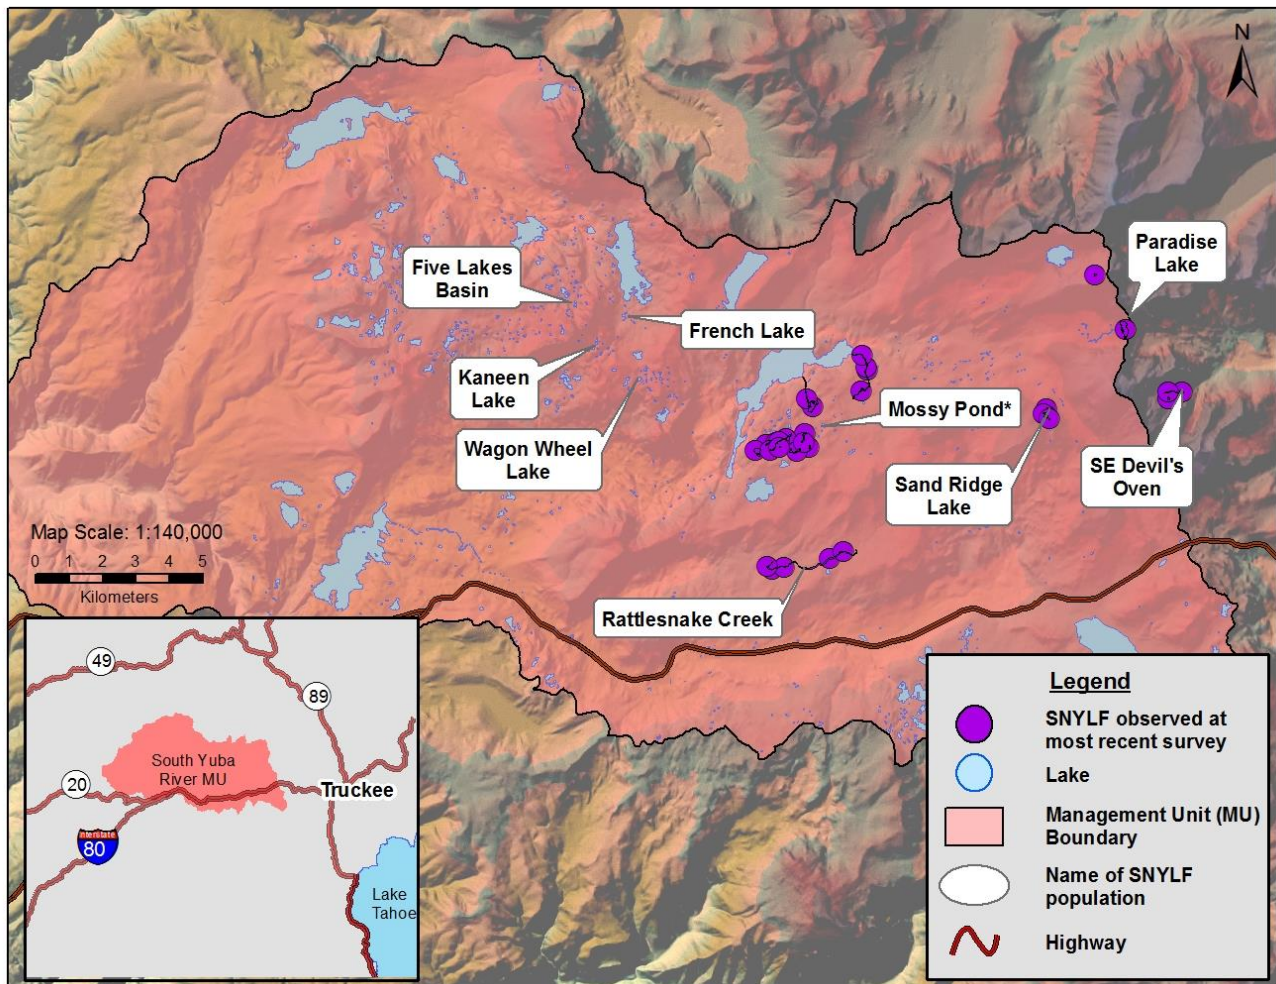 N
Paradise
Lake
Five Lakes
Basin
French Lake
Kaneen
Lake
Mossy Pond*
Wagon Wheel
Lake
Sand Ridge
Lake
SE Devil's
Oven
Map Scale: 1:140,000
0 1 2 3 4 5
Kilometers
Rattlesnake Creek
49
89
South Yuba
River MU
20
Truckee
Interstate
80
Lake
Tahoe
Legend
SNYLF observed at
most recent survey
Lake
Management Unit (MU)
Boundary
Name of SNYLF
population
Highway